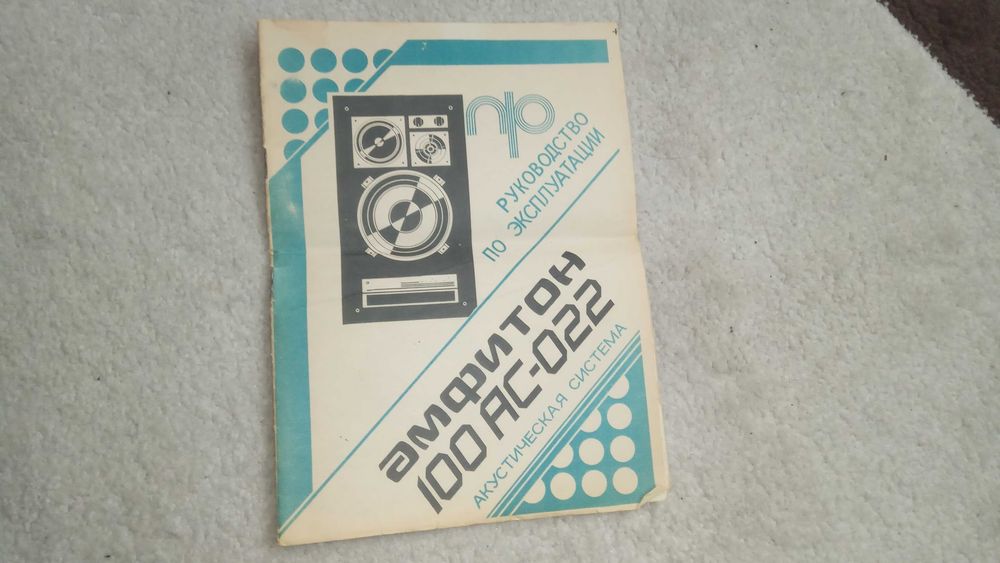 РУКОВОДСТВО
ПО ЭКСПЛУАТАЦИИ
амфитон
100 АС-022
АКУСТИЧЕСКАЯ СИСТЕМА